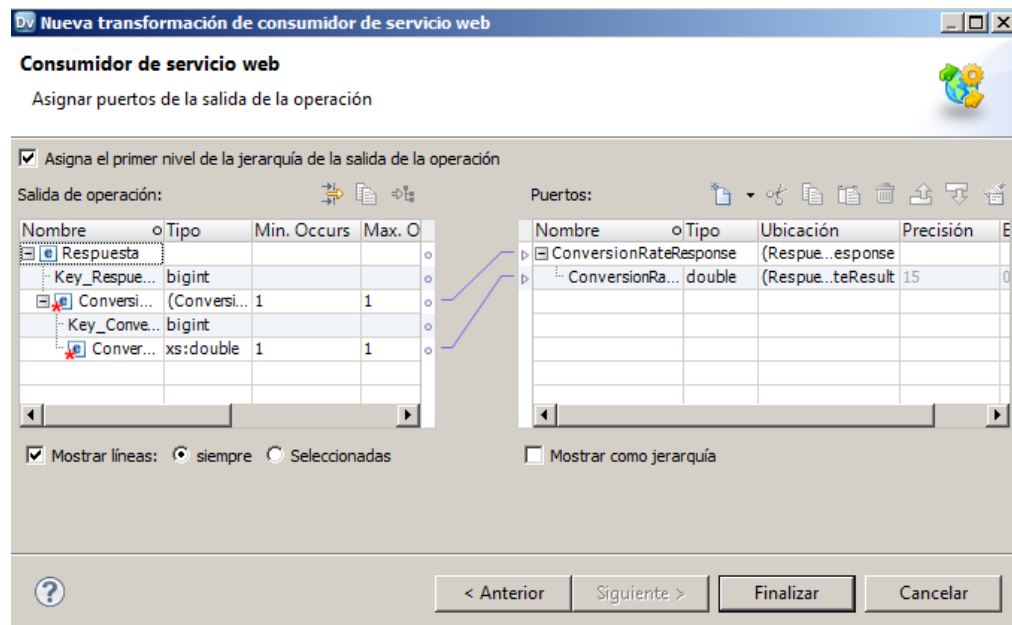 Dv Nueva transformación de consumidor de servicio web
Consumidor de servicio web
Asignar puertos de la salida de la operación
Asigna el primer nivel de la jerarquía de la salida de la operación
Salida de operación:
Puertos:
Nombre o Tipo Min. Occurs Max. O
Nombre o Tipo Ubicación Precisión E
e Respuesta
ConversionRateResponse (Respue...esponse
Key_Respue... bigint
ConversionRa... double (Respue...teResult 15 0
e Conversi... (Conversi... 1 1
Key_Conve... bigint
e Conver... xs:double 1 1
Mostrar líneas: siempre Seleccionadas
Mostrar como jerarquía
? < Anterior Siguiente > Finalizar Cancelar